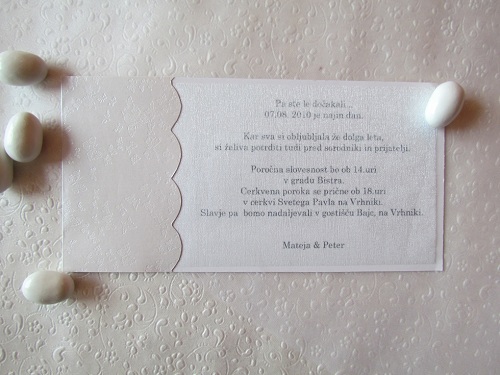 Pa ste le dočakali...
07.08. 2010 je najin dan.
Kar sva si obljubljala že dolga leta,
si želiva potrditi tudi pred sorodniki in prijatelji.
Poročna slovesnost bo ob 14.uri
v gradu Bistra.
Cerkvena poroka se prične ob 18.uri
v cerkvi Svetega Pavla na Vrhniki.
Slavje pa bomo nadaljevali v gostišču Bajc, na Vrhniki.
Mateja & Peter